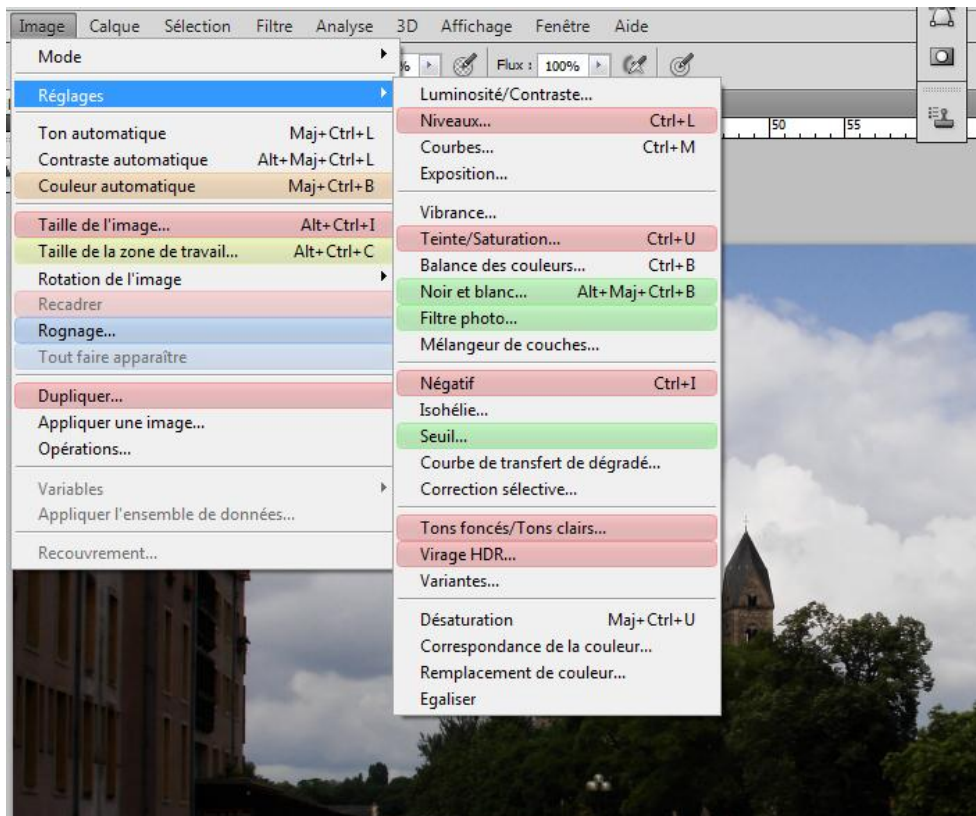 Image Calque Sélection Filtre Analyse 3D Affichage Fenêtre Aide
% Flux : 100%
50 55
Mode
Réglages
Ton automatique Maj+Ctrl+L
Contraste automatique Alt+Maj+Ctrl+L
Couleur automatique Maj+Ctrl+B
Taille de l'image... Alt+Ctrl+I
Taille de la zone de travail... Alt+Ctrl+C
Rotation de l'image
Recadrer
Rognage...
Tout faire apparaître
Dupliquer...
Appliquer une image...
Opérations...
Variables
Appliquer l'ensemble de données...
Recouvrement...
Luminosité/Contraste...
Niveaux... Ctrl+L
Courbes... Ctrl+M
Exposition...
Vibrance...
Teinte/Saturation... Ctrl+U
Balance des couleurs... Ctrl+B
Noir et blanc... Alt+Maj+Ctrl+B
Filtre photo...
Mélangeur de couches...
Négatif Ctrl+I
Isohélie...
Seuil...
Courbe de transfert de dégradé...
Correction sélective...
Tons foncés/Tons clairs...
Virage HDR...
Variantes...
Désaturation Maj+Ctrl+U
Correspondance de la couleur...
Remplacement de couleur...
Egaliser